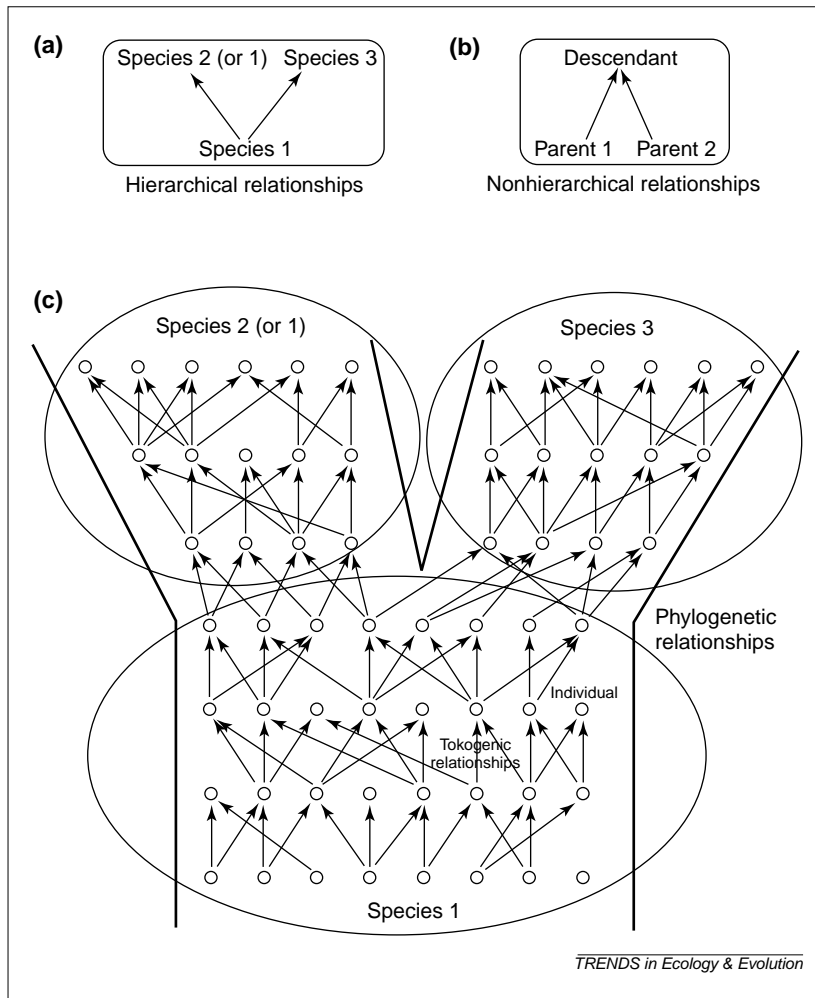 (a)
Species 2 (or 1) Species 3
Species 1
Hierarchical relationships
(b)
Descendant
Parent 1 Parent 2
Nonhierarchical relationships
(c)
Species 2 (or 1)
Species 3
Phylogenetic
relationships
Individual
Tokogenic
relationships
Species 1
TRENDS in Ecology & Evolution